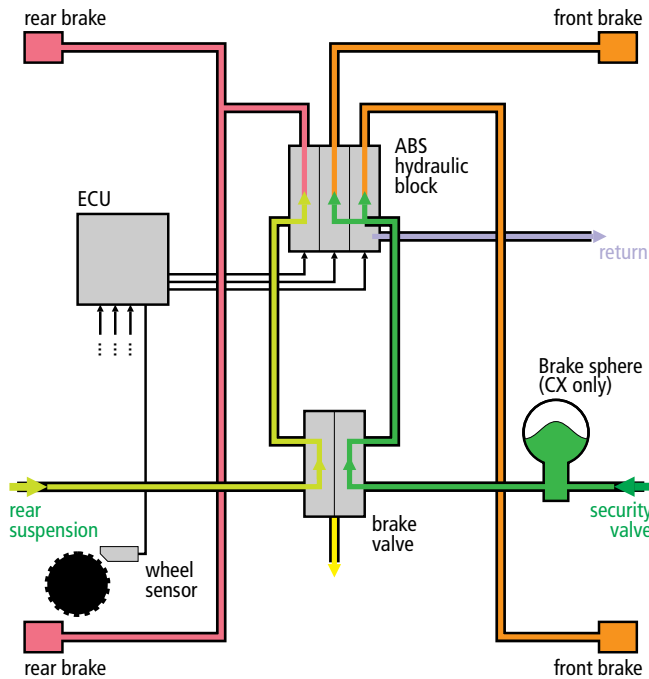 rear brake
front brake
ABS
hydraulic
block
ECU
return
Brake sphere
(CX only)
rear
suspension
security
valve
brake
valve
wheel
sensor
rear brake
front brake